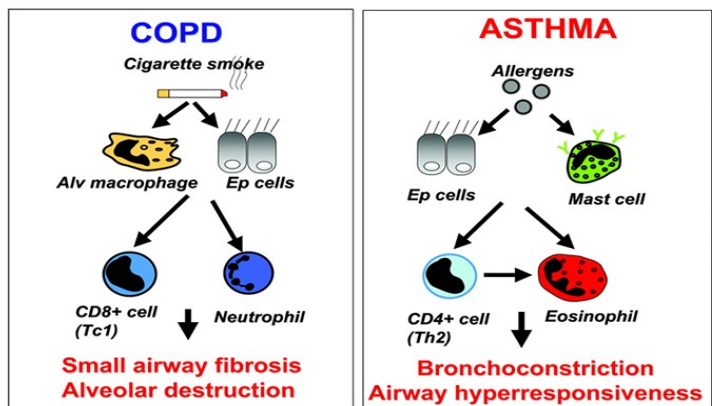 COPD
Cigarette smoke
Alv macrophage
Ep cells
CD8+ cell
(Tc1)
Neutrophil
Small airway fibrosis
Alveolar destruction
ASTHMA
Allergens
Ep cells
Mast cell
CD4+ cell
(Th2)
Eosinophil
Bronchoconstriction
Airway hyperresponsiveness